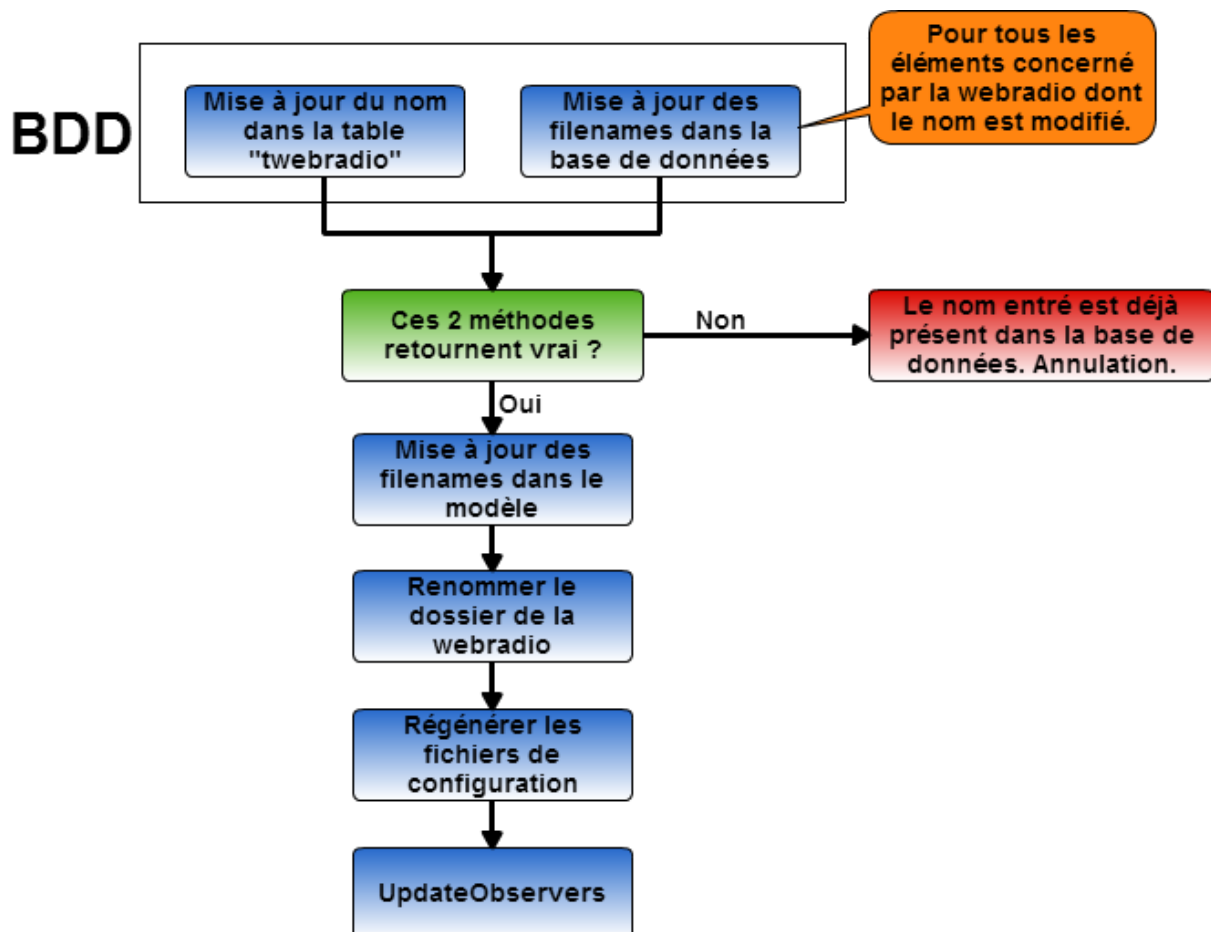 BDD
Mise à jour du nom
dans la table
"twebradio"
Mise à jour des
filenames dans la
base de données
Pour tous les
éléments concerné
par la webradio dont
le nom est modifié.
Ces 2 méthodes
retournent vrai ?
Non
Le nom entré est déjà
présent dans la base de
données. Annulation.
Oui
Mise à jour des
filenames dans le
modèle
Renommer le
dossier de la
webradio
Régénérer les
fichiers de
configuration
UpdateObservers